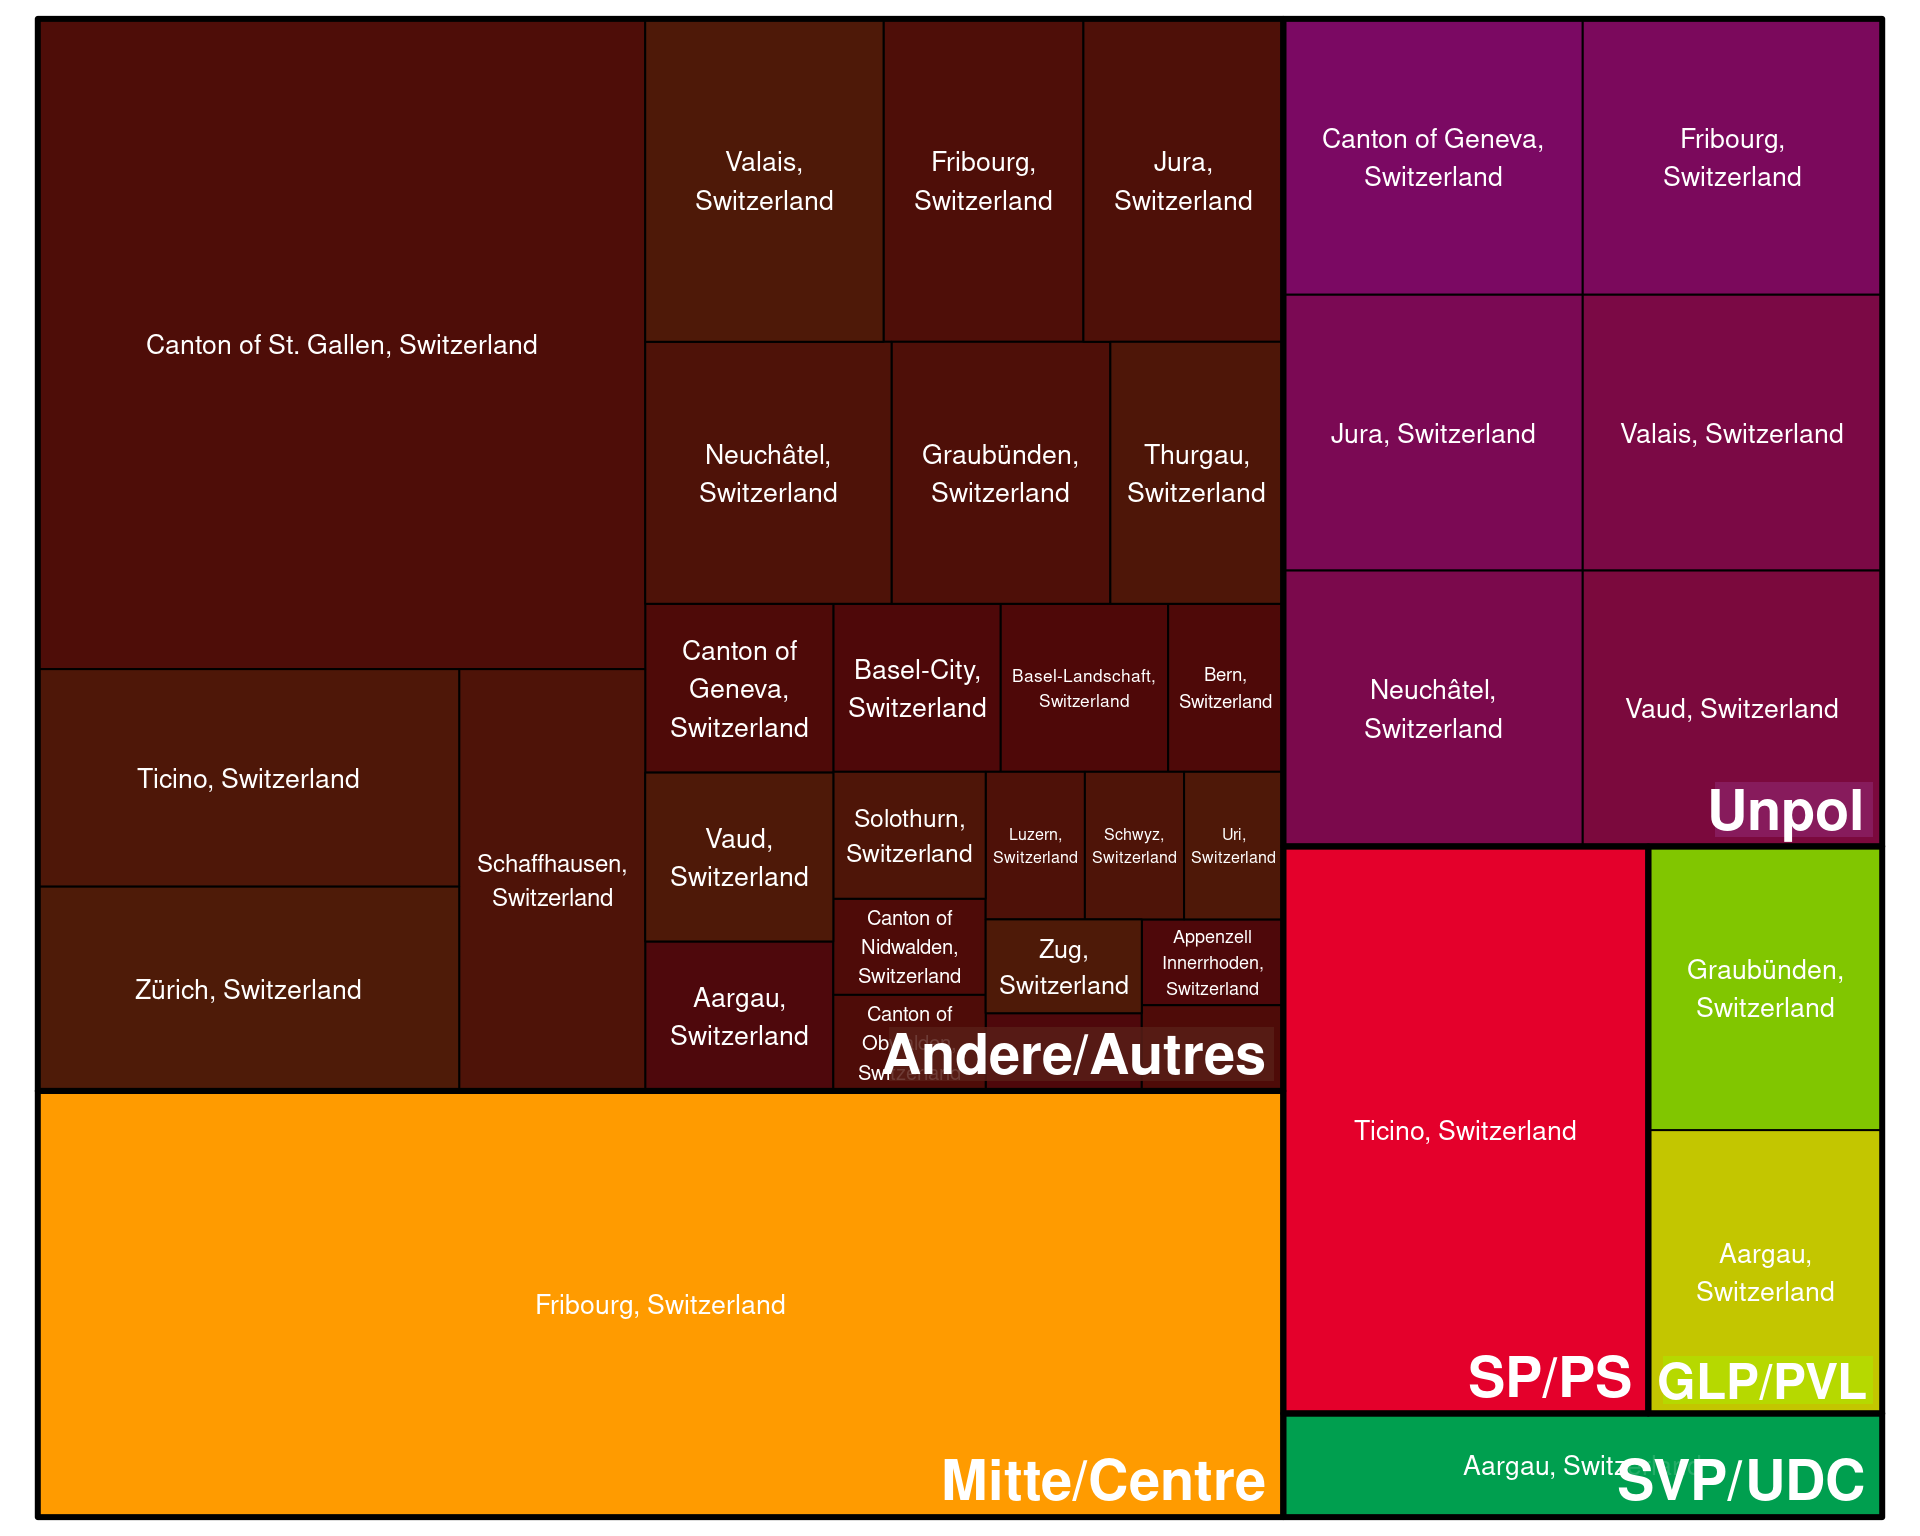 Canton of St. Gallen, Switzerland
Valais,
Switzerland
Fribourg,
Switzerland
Jura,
Switzerland
Neuchâtel,
Switzerland
Graubünden,
Switzerland
Thurgau,
Switzerland
Ticino, Switzerland
Zürich, Switzerland
Schaffhausen,
Switzerland
Canton of
Geneva,
Switzerland
Basel-City,
Switzerland
Basel-Landschaft,
Switzerland
Bern,
Switzerland
Vaud,
Switzerland
Aargau,
Switzerland
Solothurn,
Switzerland
Luzern,
Switzerland
Schwyz,
Switzerland
Uri,
Switzerland
Canton of
Nidwalden,
Switzerland
Zug,
Switzerland
Appenzell
Innerrhoden,
Switzerland
Canton of
Obwalden,
Switzerland
Andere/Autres
Fribourg, Switzerland
Mitte/Centre
Canton of Geneva,
Switzerland
Fribourg,
Switzerland
Jura, Switzerland
Valais, Switzerland
Neuchâtel,
Switzerland
Vaud, Switzerland
Unpol
Ticino, Switzerland
SP/PS
Graubünden,
Switzerland
Aargau,
Switzerland
GLP/PVL
Aargau, Switzerland
SVP/UDC